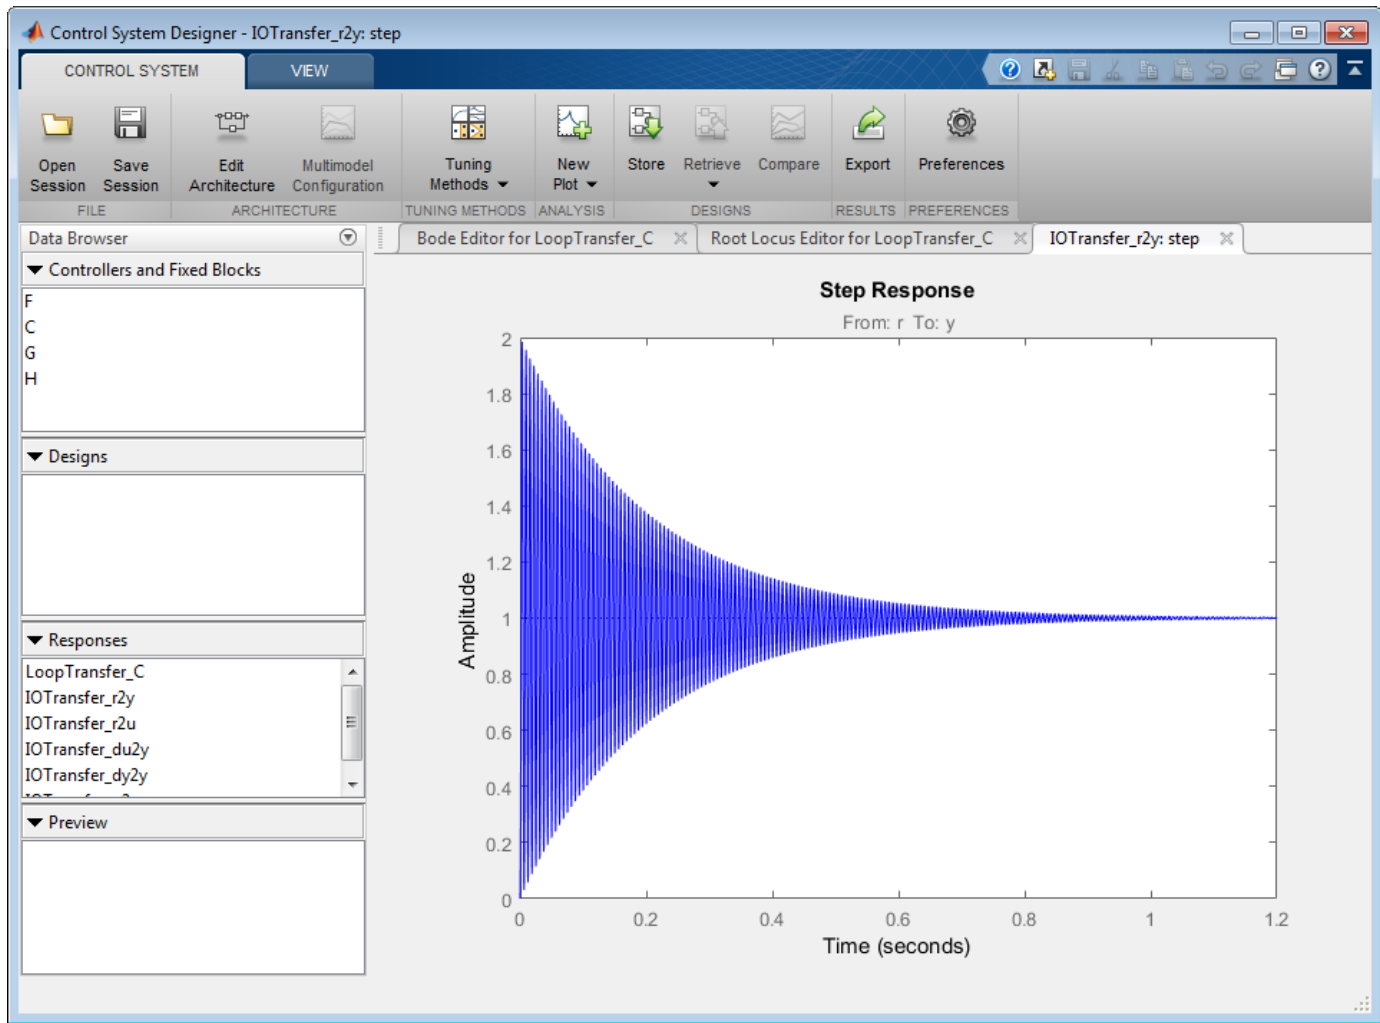 Control System Designer - IOTransfer_r2y: step
CONTROL SYSTEM
VIEW
Open Session
Save Session
Edit Architecture
Multimodel Configuration
Tuning Methods
New Plot
Store
Retrieve
Compare
Export
Preferences
FILE
ARCHITECTURE
TUNING METHODS
ANALYSIS
DESIGNS
RESULTS
PREFERENCES
Data Browser
Bode Editor for LoopTransfer_C
Root Locus Editor for LoopTransfer_C
IOTransfer_r2y: step
Controllers and Fixed Blocks
F
C
G
H
Designs
Responses
LoopTransfer_C
IOTransfer_r2y
IOTransfer_r2u
IOTransfer_du2y
IOTransfer_dy2y
Preview
Step Response
From: r To: y
Amplitude
2
1.8
1.6
1.4
1.2
1
0.8
0.6
0.4
0.2
0
0
0.2
0.4
0.6
0.8
1
1.2
Time (seconds)